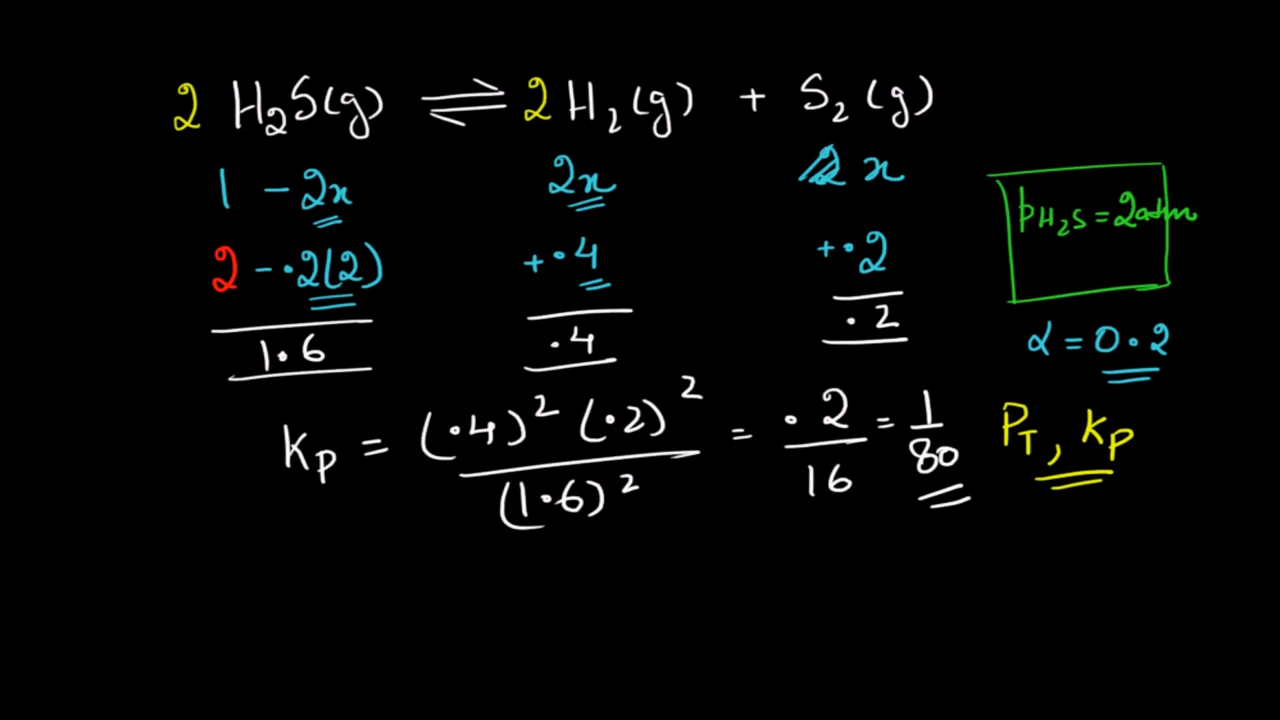 2 H2S(g) ⇌ 2 H2(g) + S2(g)
1 - 2x 2x 2 x
pH2S = 2atm
2 - .2(2) +.4 +.2
1.6 .4 .2
α = 0.2
Kp = (.4)² (.2)² / (1.6)² = .2/16 = 1/80
PT, Kp